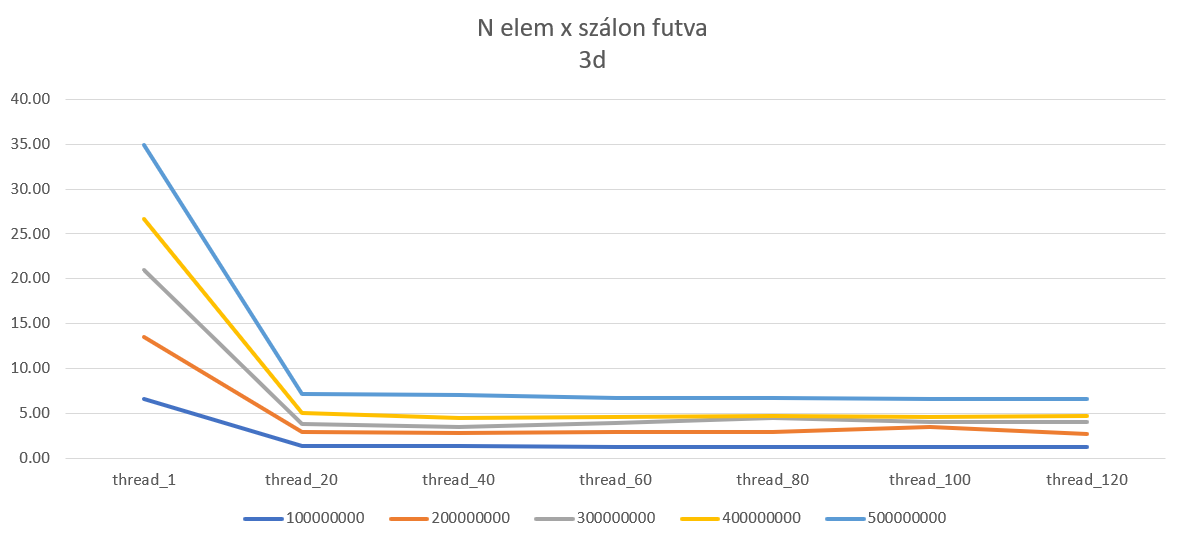 N elem x szálon futva
3d
40.00
35.00
30.00
25.00
20.00
15.00
10.00
5.00
0.00
thread_1 thread_20 thread_40 thread_60 thread_80 thread_100 thread_120
100000000 200000000 300000000 400000000 500000000